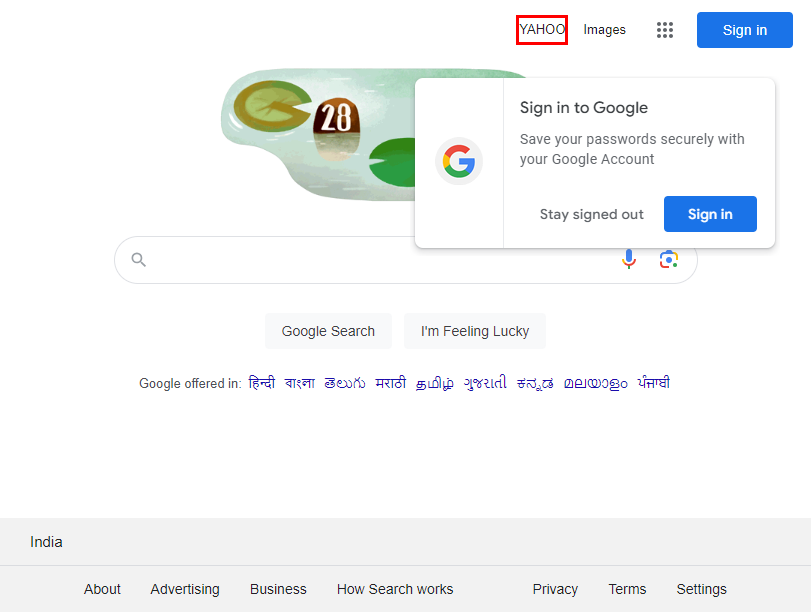 YAHOO Images Sign in
28
Sign in to Google
Save your passwords securely with
your Google Account
Stay signed out Sign in
Google Search I'm Feeling Lucky
Google offered in: हिन्दी বাংলা తెలుగు मराठी தமிழ் ગુજરાતી ಕನ್ನಡ മലയാളം ਪੰਜਾਬੀ
India
About Advertising Business How Search works Privacy Terms Settings